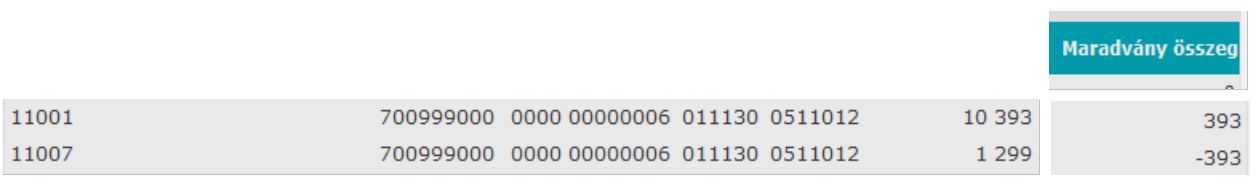 Maradvány összeg
11001 700999000 0000 00000006 011130 0511012 10 393 393
11007 700999000 0000 00000006 011130 0511012 1 299 -393